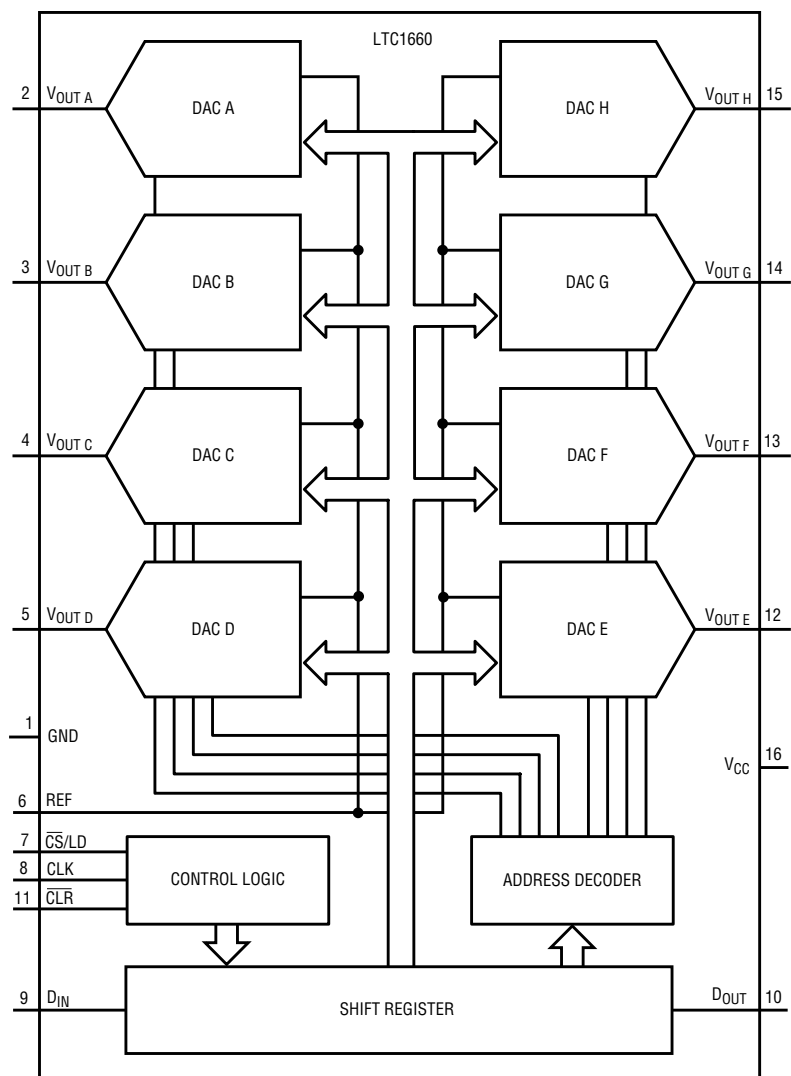 LTC1660
2 VOUT A DAC A DAC H VOUT H 15
3 VOUT B DAC B DAC G VOUT G 14
4 VOUT C DAC C DAC F VOUT F 13
5 VOUT D DAC D DAC E VOUT E 12
1 GND
VCC 16
6 REF
7 C̅S̅/LD
8 CLK CONTROL LOGIC ADDRESS DECODER
11 C̅L̅R̅
9 DIN SHIFT REGISTER DOUT 10